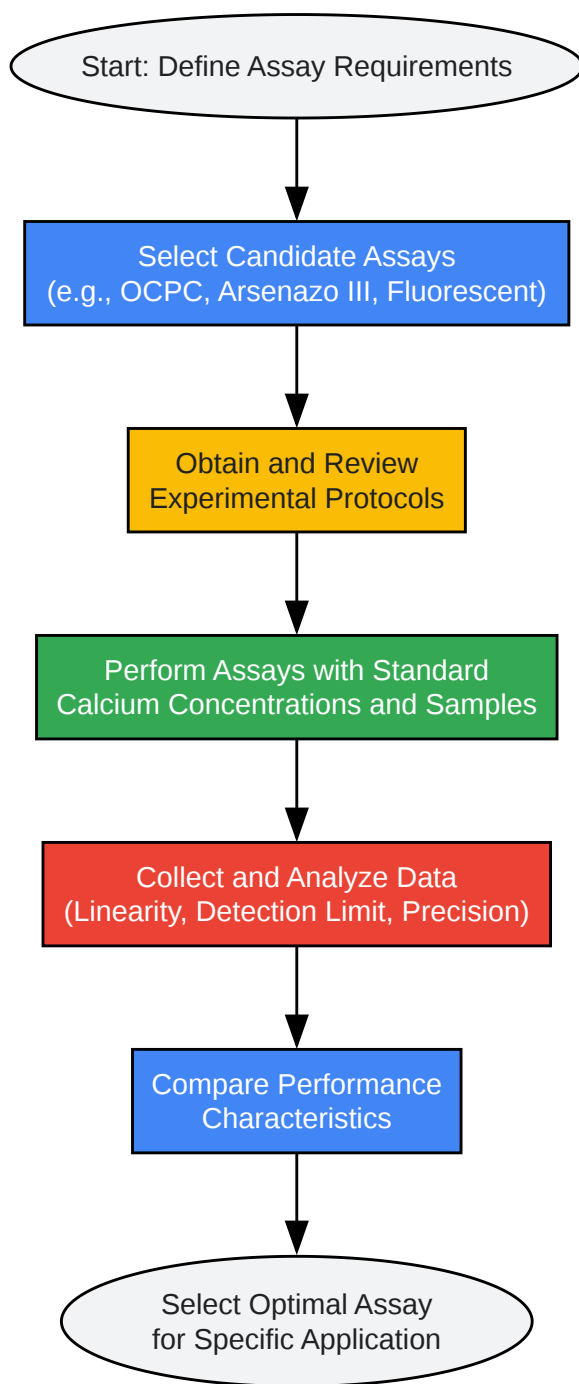 Start: Define Assay Requirements
Select Candidate Assays
(e.g., OCPC, Arsenazo III, Fluorescent)
Obtain and Review
Experimental Protocols
Perform Assays with Standard
Calcium Concentrations and Samples
Collect and Analyze Data
(Linearity, Detection Limit, Precision)
Compare Performance
Characteristics
Select Optimal Assay
for Specific Application